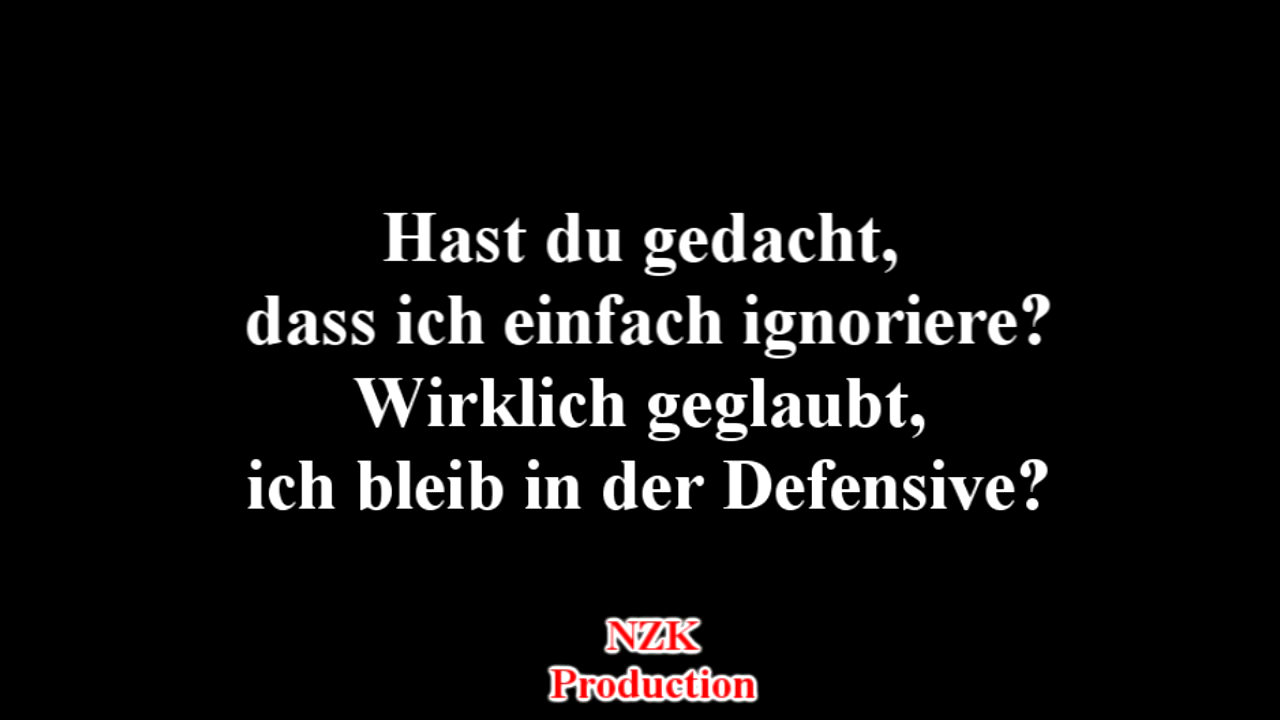 Hast du gedacht,
dass ich einfach ignoriere?
Wirklich geglaubt,
ich bleib in der Defensive?
NZK
Production